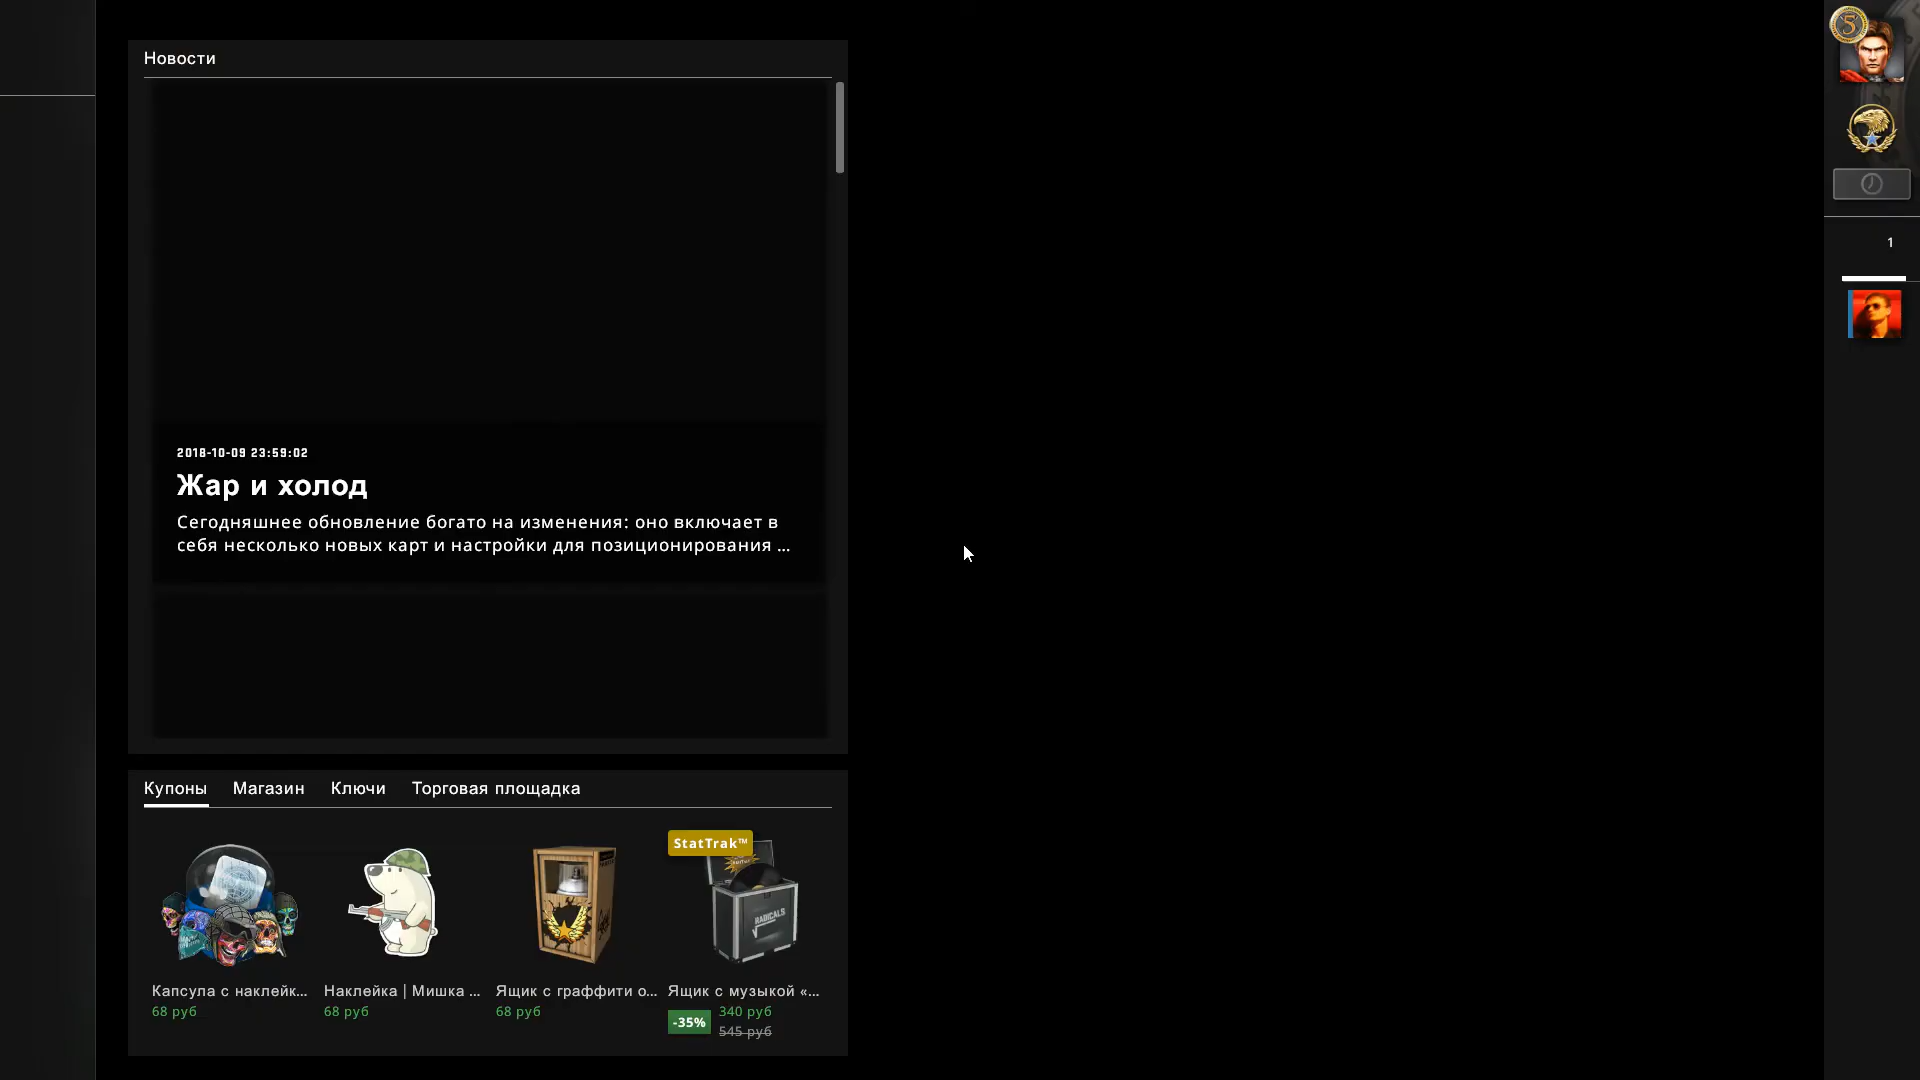 Новости
2018-10-09 23:59:02
Жар и холод
Сегодняшнее обновление богато на изменения: оно включает в
себя несколько новых карт и настройки для позиционирования ...
Купоны Магазин Ключи Торговая площадка
StatTrak™
RADICALS
Капсула с наклейк... Наклейка | Мишка ... Ящик с граффити о... Ящик с музыкой «...
68 руб 68 руб 68 руб -35% 340 руб
545 руб
5
1